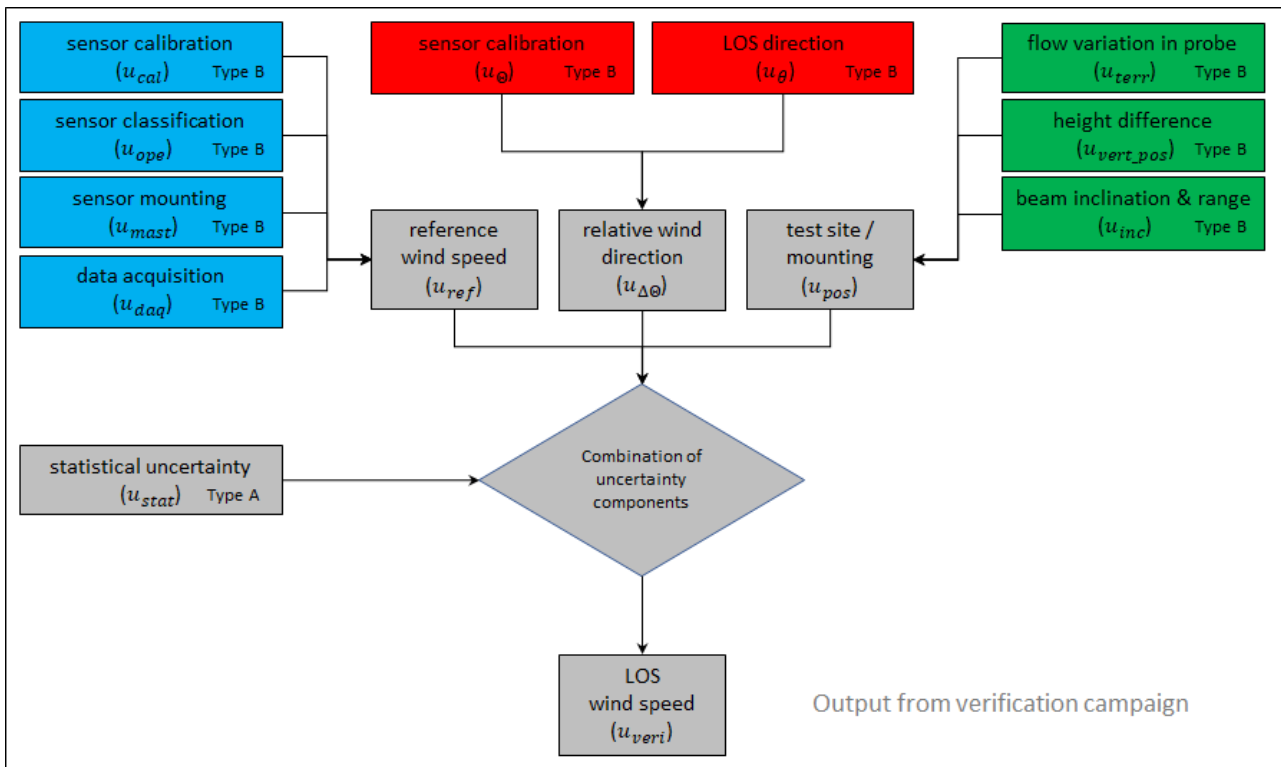 sensor calibration
(u_cal) Type B
sensor classification
(u_ope) Type B
sensor mounting
(u_mast) Type B
data acquisition
(u_daq) Type B
sensor calibration
(u_Θ) Type B
LOS direction
(u_θ) Type B
flow variation in probe
(u_terr) Type B
height difference
(u_vert_pos) Type B
beam inclination & range
(u_inc) Type B
reference
wind speed
(u_ref)
relative wind
direction
(u_ΔΘ)
test site /
mounting
(u_pos)
statistical uncertainty
(u_stat) Type A
Combination of
uncertainty
components
LOS
wind speed
(u_veri)
Output from verification campaign